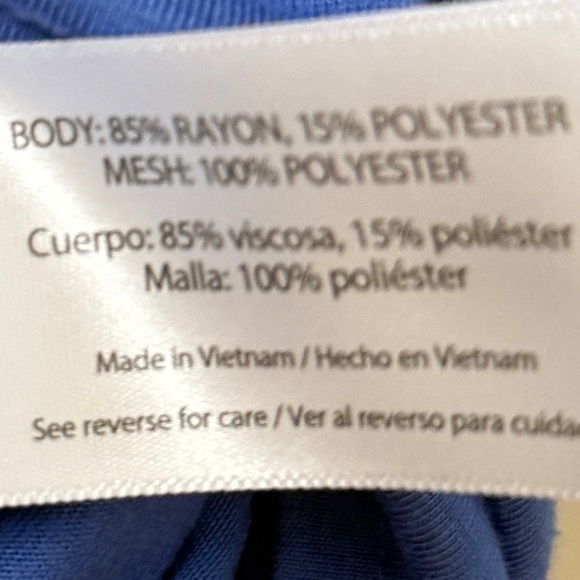 BODY: 85% RAYON, 15% POLYESTER
MESH: 100% POLYESTER
Cuerpo: 85% viscosa, 15% poliéster
Malla: 100% poliéster
Made in Vietnam / Hecho en Vietnam
See reverse for care / Ver al reverso para